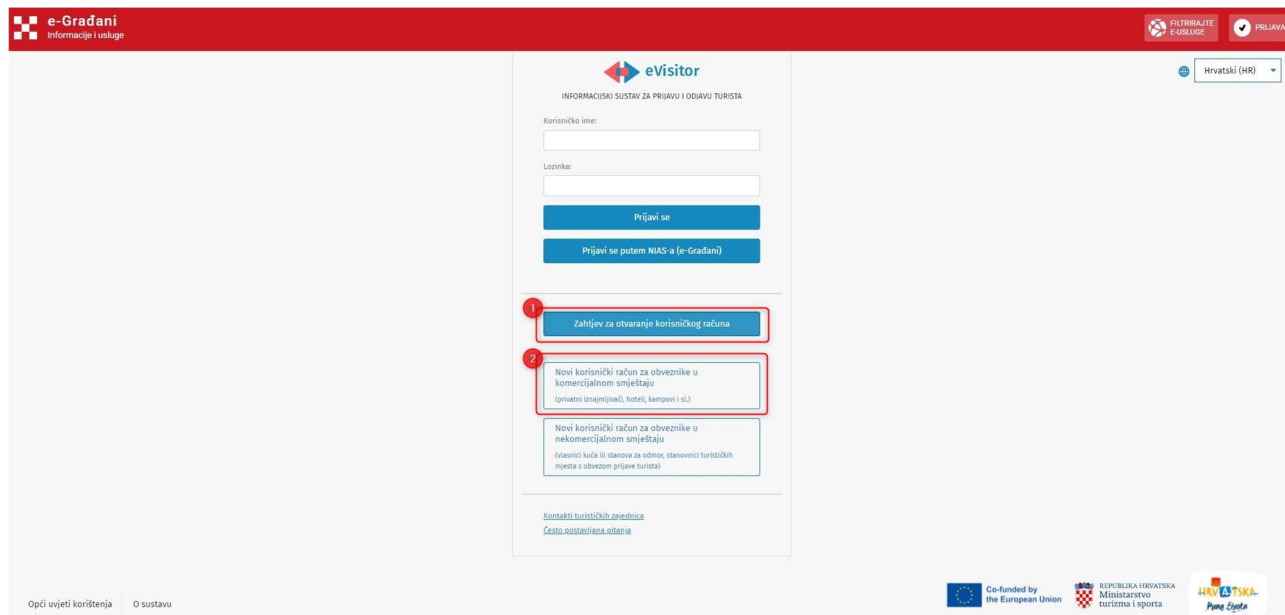 e-Građani
Informacije i usluge
FILTRIRAJTE
E-USLUGE
PRIJAVA
eVisitor
Hrvatski (HR)
INFORMACIJSKI SUSTAV ZA PRIJAVU I ODJAVU TURISTA
Korisničko ime:
Lozinka:
Prijavi se
Prijavi se putem NIAS-a (e-Građani)
1
Zahtjev za otvaranje korisničkog računa
2
Novi korisnički račun za obveznike u
komercijalnom smještaju
(privatni iznajmljivači, hoteli, kampovi i sl.)
Novi korisnički račun za obveznike u
nekomercijalnom smještaju
(vlasnici kuća ili stanova za odmor, stanovnici turističkih
mjesta s obvezom prijave turista)
Kontakti turističkih zajednica
Često postavljana pitanja
Opći uvjeti korištenja
O sustavu
Co-funded by
the European Union
REPUBLIKA HRVATSKA
Ministarstvo
turizma i sporta
HRVATSKA
Puna života